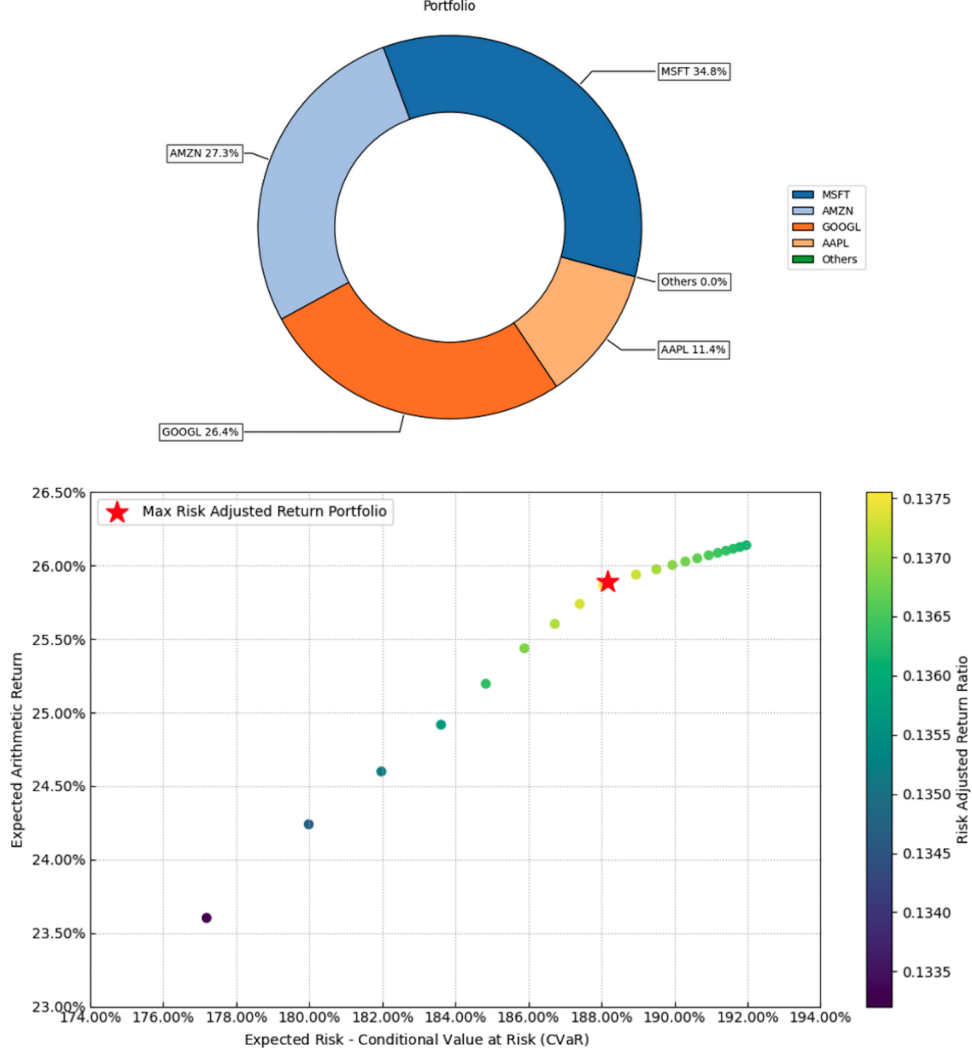 Portfolio
MSFT 34.8%
AMZN 27.3%
MSFT
AMZN
GOOGL
AAPL
Others
Others 0.0%
AAPL 11.4%
GOOGL 26.4%
Max Risk Adjusted Return Portfolio
26.50%
26.00%
25.50%
25.00%
24.50%
24.00%
23.50%
23.00%
Expected Arithmetic Return
174.00% 176.00% 178.00% 180.00% 182.00% 184.00% 186.00% 188.00% 190.00% 192.00% 194.00%
Expected Risk - Conditional Value at Risk (CVaR)
0.1375
0.1370
0.1365
0.1360
0.1355
0.1350
0.1345
0.1340
0.1335
Risk Adjusted Return Ratio